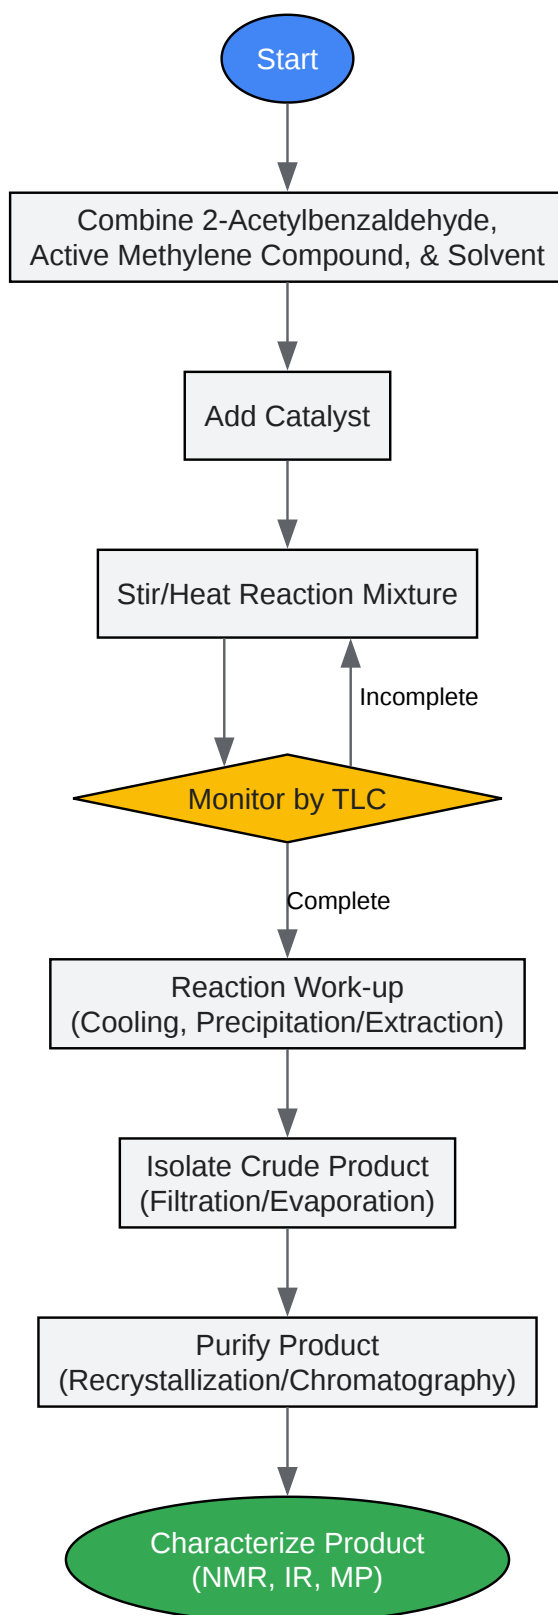 Start
Combine 2-Acetylbenzaldehyde,
Active Methylene Compound, & Solvent
Add Catalyst
Stir/Heat Reaction Mixture
Incomplete
Monitor by TLC
Complete
Reaction Work-up
(Cooling, Precipitation/Extraction)
Isolate Crude Product
(Filtration/Evaporation)
Purify Product
(Recrystallization/Chromatography)
Characterize Product
(NMR, IR, MP)